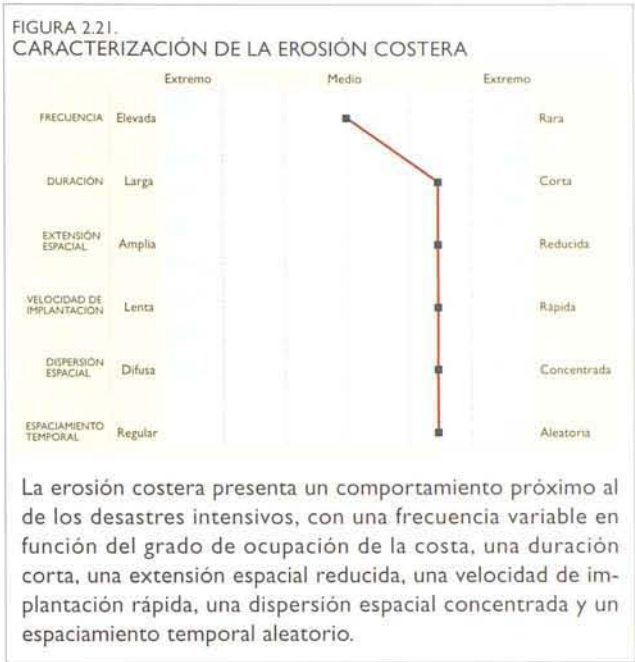 FIGURA 2.21.
CARACTERIZACIÓN DE LA EROSIÓN COSTERA
Extremo Medio Extremo
FRECUENCIA Elevada Rara
DURACIÓN Larga Corta
EXTENSIÓN
ESPACIAL Amplia Reducida
VELOCIDAD DE
IMPLANTACIÓN Lenta Rápida
DISPERSIÓN
ESPACIAL Difusa Concentrada
ESPACIAMIENTO
TEMPORAL Regular Aleatoria
La erosión costera presenta un comportamiento próximo al
de los desastres intensivos, con una frecuencia variable en
función del grado de ocupación de la costa, una duración
corta, una extensión espacial reducida, una velocidad de im-
plantación rápida, una dispersión espacial concentrada y un
espaciamiento temporal aleatorio.